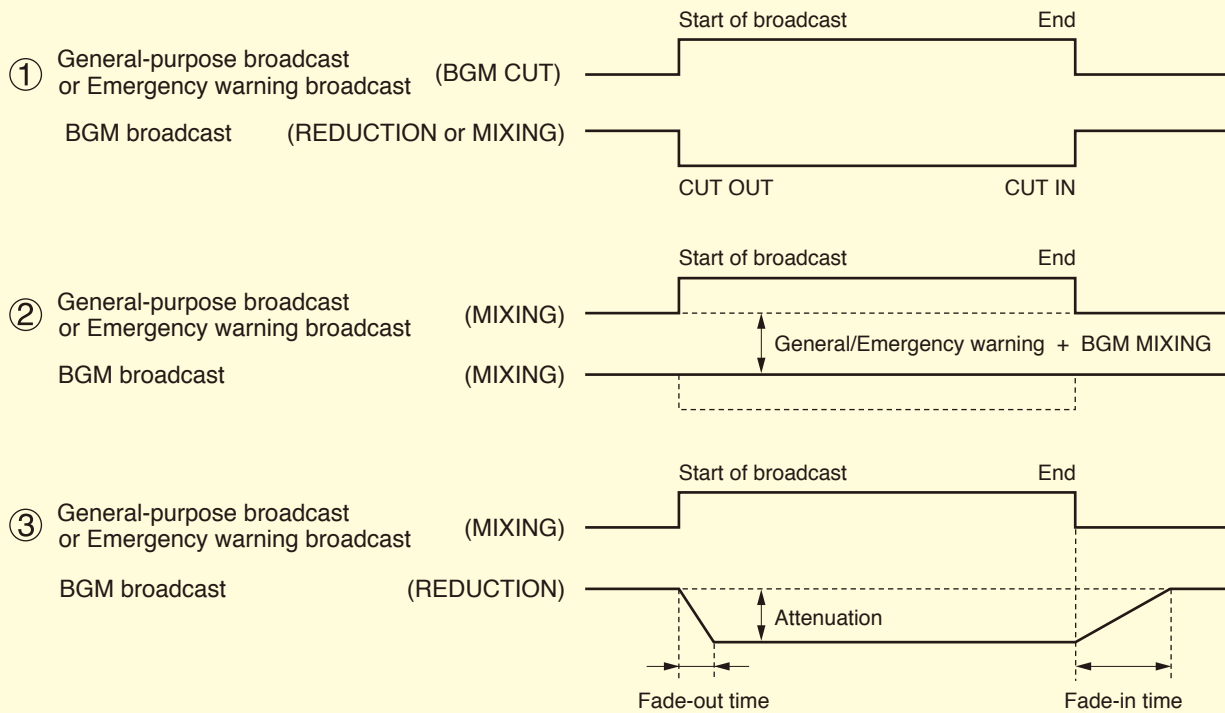 Start of broadcast End
① General-purpose broadcast
or Emergency warning broadcast (BGM CUT)
BGM broadcast (REDUCTION or MIXING)
CUT OUT CUT IN
Start of broadcast End
② General-purpose broadcast
or Emergency warning broadcast (MIXING)
General/Emergency warning + BGM MIXING
BGM broadcast (MIXING)
Start of broadcast End
③ General-purpose broadcast
or Emergency warning broadcast (MIXING)
BGM broadcast (REDUCTION)
Attenuation
Fade-out time Fade-in time